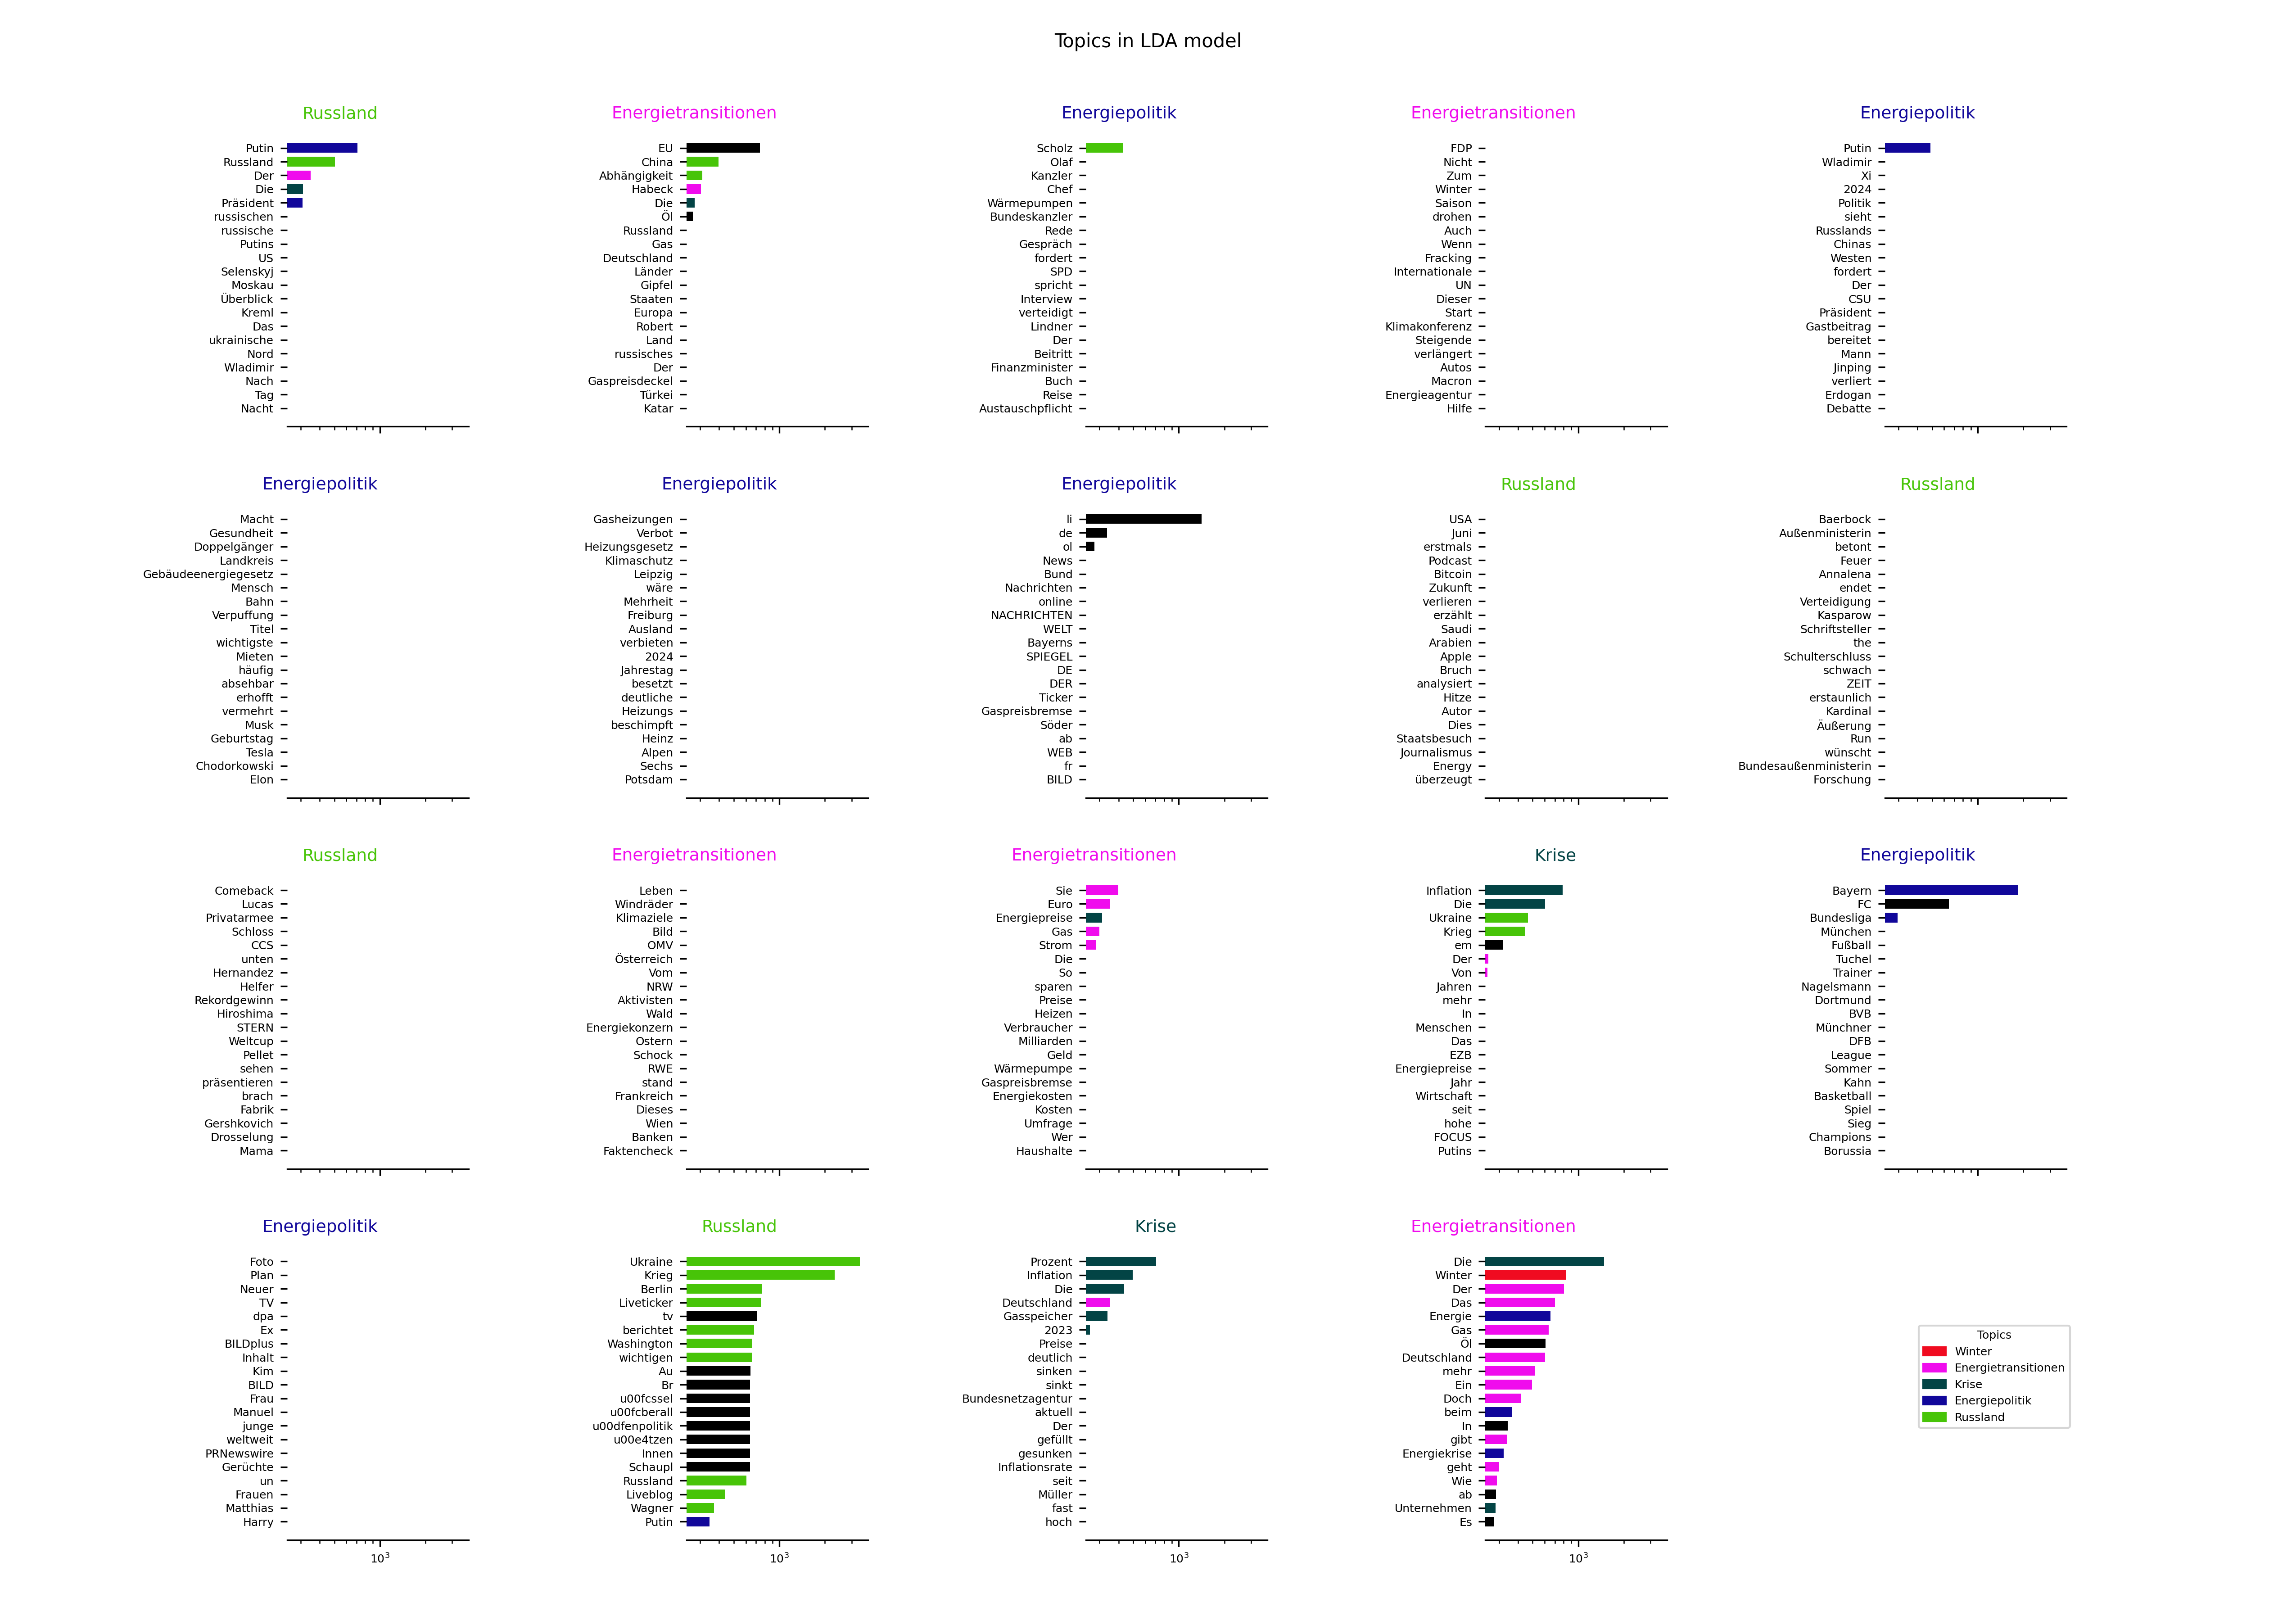 Topics in LDA model
Russland
Putin
Russland
Der
Die
Präsident
russischen
russische
Putins
US
Selenskyj
Moskau
Überblick
Kreml
Das
ukrainische
Nord
Wladimir
Nach
Tag
Nacht
Energietransitionen
EU
China
Abhängigkeit
Habeck
Die
Öl
Russland
Gas
Deutschland
Länder
Gipfel
Staaten
Europa
Robert
Land
russisches
Der
Gaspreisdeckel
Türkei
Katar
Energiepolitik
Scholz
Olaf
Kanzler
Chef
Wärmepumpen
Bundeskanzler
Rede
Gespräch
fordert
SPD
spricht
Interview
verteidigt
Lindner
Der
Beitritt
Finanzminister
Buch
Reise
Austauschpflicht
Energietransitionen
FDP
Nicht
Zum
Winter
Saison
drohen
Auch
Wenn
Fracking
Internationale
UN
Dieser
Start
Klimakonferenz
Steigende
verlängert
Autos
Macron
Energieagentur
Hilfe
Energiepolitik
Putin
Wladimir
Xi
2024
Politik
sieht
Russlands
Chinas
Westen
fordert
Der
CSU
Präsident
Gastbeitrag
bereitet
Mann
Jinping
verliert
Erdogan
Debatte
Energiepolitik
Macht
Gesundheit
Doppelgänger
Landkreis
Gebäudeenergiegesetz
Mensch
Bahn
Verpuffung
Titel
wichtigste
Mieten
häufig
absehbar
erhofft
vermehrt
Musk
Geburtstag
Tesla
Chodorkowski
Elon
Energiepolitik
Gasheizungen
Verbot
Heizungsgesetz
Klimaschutz
Leipzig
wäre
Mehrheit
Freiburg
Ausland
verbieten
2024
Jahrestag
besetzt
deutliche
Heizungs
beschimpft
Heinz
Alpen
Sechs
Potsdam
Energiepolitik
li
de
ol
News
Bund
Nachrichten
online
NACHRICHTEN
WELT
Bayerns
SPIEGEL
DE
DER
Ticker
Gaspreisbremse
Söder
ab
WEB
fr
BILD
Russland
USA
Juni
erstmals
Podcast
Bitcoin
Zukunft
verlieren
erzählt
Saudi
Arabien
Apple
Bruch
analysiert
Hitze
Autor
Dies
Staatsbesuch
Journalismus
Energy
überzeugt
Russland
Baerbock
Außenministerin
betont
Feuer
Annalena
endet
Verteidigung
Kasparow
Schriftsteller
the
Schulterschluss
schwach
ZEIT
erstaunlich
Kardinal
Äußerung
Run
wünscht
Bundesaußenministerin
Forschung
Russland
Comeback
Lucas
Privatarmee
Schloss
CCS
unten
Hernandez
Helfer
Rekordgewinn
Hiroshima
STERN
Weltcup
Pellet
sehen
präsentieren
brach
Fabrik
Gershkovich
Drosselung
Mama
Energietransitionen
Leben
Windräder
Klimaziele
Bild
OMV
Österreich
Vom
NRW
Aktivisten
Wald
Energiekonzern
Ostern
Schock
RWE
stand
Frankreich
Dieses
Wien
Banken
Faktencheck
Energietransitionen
Sie
Euro
Energiepreise
Gas
Strom
Die
So
sparen
Preise
Heizen
Verbraucher
Milliarden
Geld
Wärmepumpe
Gaspreisbremse
Energiekosten
Kosten
Umfrage
Wer
Haushalte
Krise
Inflation
Die
Ukraine
Krieg
em
Der
Von
Jahren
mehr
In
Menschen
Das
EZB
Energiepreise
Jahr
Wirtschaft
seit
hohe
FOCUS
Putins
Energiepolitik
Bayern
FC
Bundesliga
München
Fußball
Tuchel
Trainer
Nagelsmann
Dortmund
BVB
Münchner
DFB
League
Sommer
Kahn
Basketball
Spiel
Sieg
Champions
Borussia
Energiepolitik
Foto
Plan
Neuer
TV
dpa
Ex
BILDplus
Inhalt
Kim
BILD
Frau
Manuel
junge
weltweit
PRNewswire
Gerüchte
un
Frauen
Matthias
Harry
10³
Russland
Ukraine
Krieg
Berlin
Liveticker
tv
berichtet
Washington
wichtigen
Au
Br
u00fcssel
u00fcberall
u00dfenpolitik
u00e4tzen
Innen
Schaupl
Russland
Liveblog
Wagner
Putin
10³
Krise
Prozent
Inflation
Die
Deutschland
Gasspeicher
2023
Preise
deutlich
sinken
sinkt
Bundesnetzagentur
aktuell
Der
gefüllt
gesunken
Inflationsrate
seit
Müller
fast
hoch
10³
Energietransitionen
Die
Winter
Der
Das
Energie
Gas
Öl
Deutschland
mehr
Ein
Doch
beim
In
gibt
Energiekrise
geht
Wie
ab
Unternehmen
Es
10³
Topics
Winter
Energietransitionen
Krise
Energiepolitik
Russland